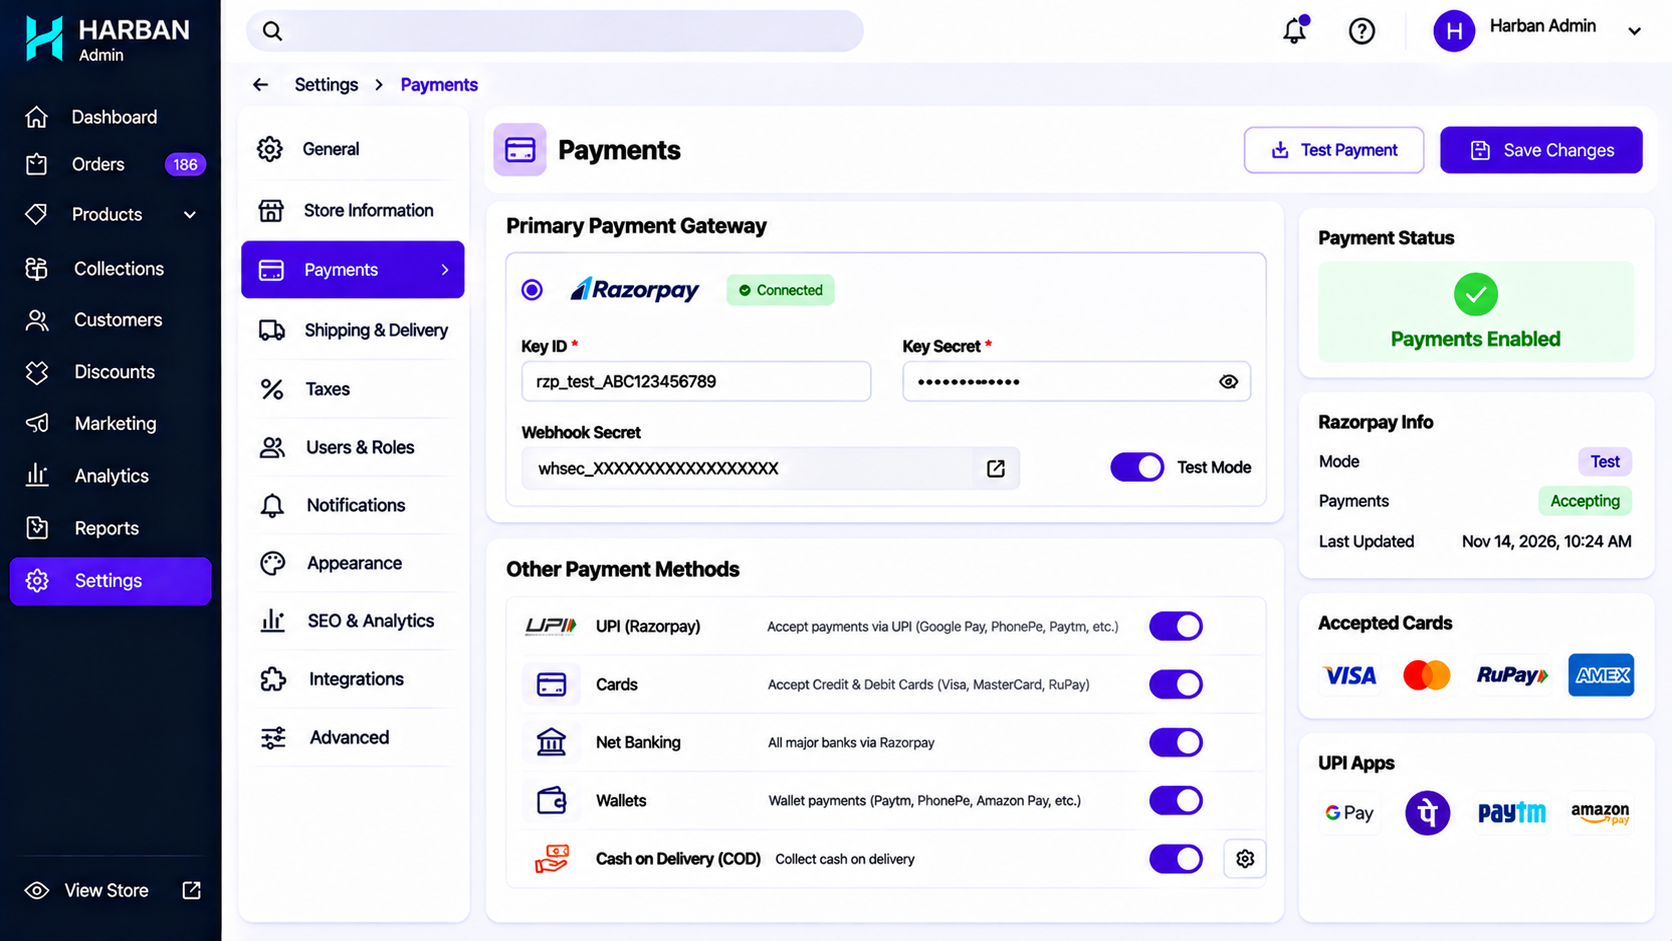 HARBAN
Admin
Dashboard
Orders 186
Products
Collections
Customers
Discounts
Marketing
Analytics
Reports
Settings
View Store
H Harban Admin
Settings > Payments
General
Store Information
Payments
Shipping & Delivery
Taxes
Users & Roles
Notifications
Appearance
SEO & Analytics
Integrations
Advanced
Payments
Test Payment
Save Changes
Primary Payment Gateway
Razorpay Connected
Key ID * Key Secret *
rzp_test_ABC123456789 •••••••••••••
Webhook Secret
whsec_XXXXXXXXXXXXXXXXXX Test Mode
Other Payment Methods
UPI UPI (Razorpay) Accept payments via UPI (Google Pay, PhonePe, Paytm, etc.)
Cards Accept Credit & Debit Cards (Visa, MasterCard, RuPay)
Net Banking All major banks via Razorpay
Wallets Wallet payments (Paytm, PhonePe, Amazon Pay, etc.)
Cash on Delivery (COD) Collect cash on delivery
Payment Status
Payments Enabled
Razorpay Info
Mode Test
Payments Accepting
Last Updated Nov 14, 2026, 10:24 AM
Accepted Cards
VISA RuPay AMEX
UPI Apps
G Pay पे paytm amazon pay